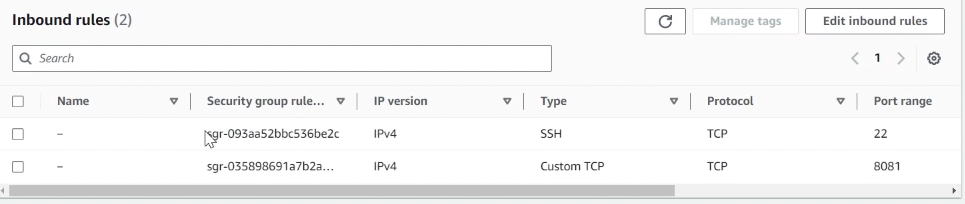 Inbound rules (2)
Manage tags
Edit inbound rules
Search
1
Name Security group rule... IP version Type Protocol Port range
– sgr-093aa52bbc536be2c IPv4 SSH TCP 22
– sgr-035898691a7b2a... IPv4 Custom TCP TCP 8081